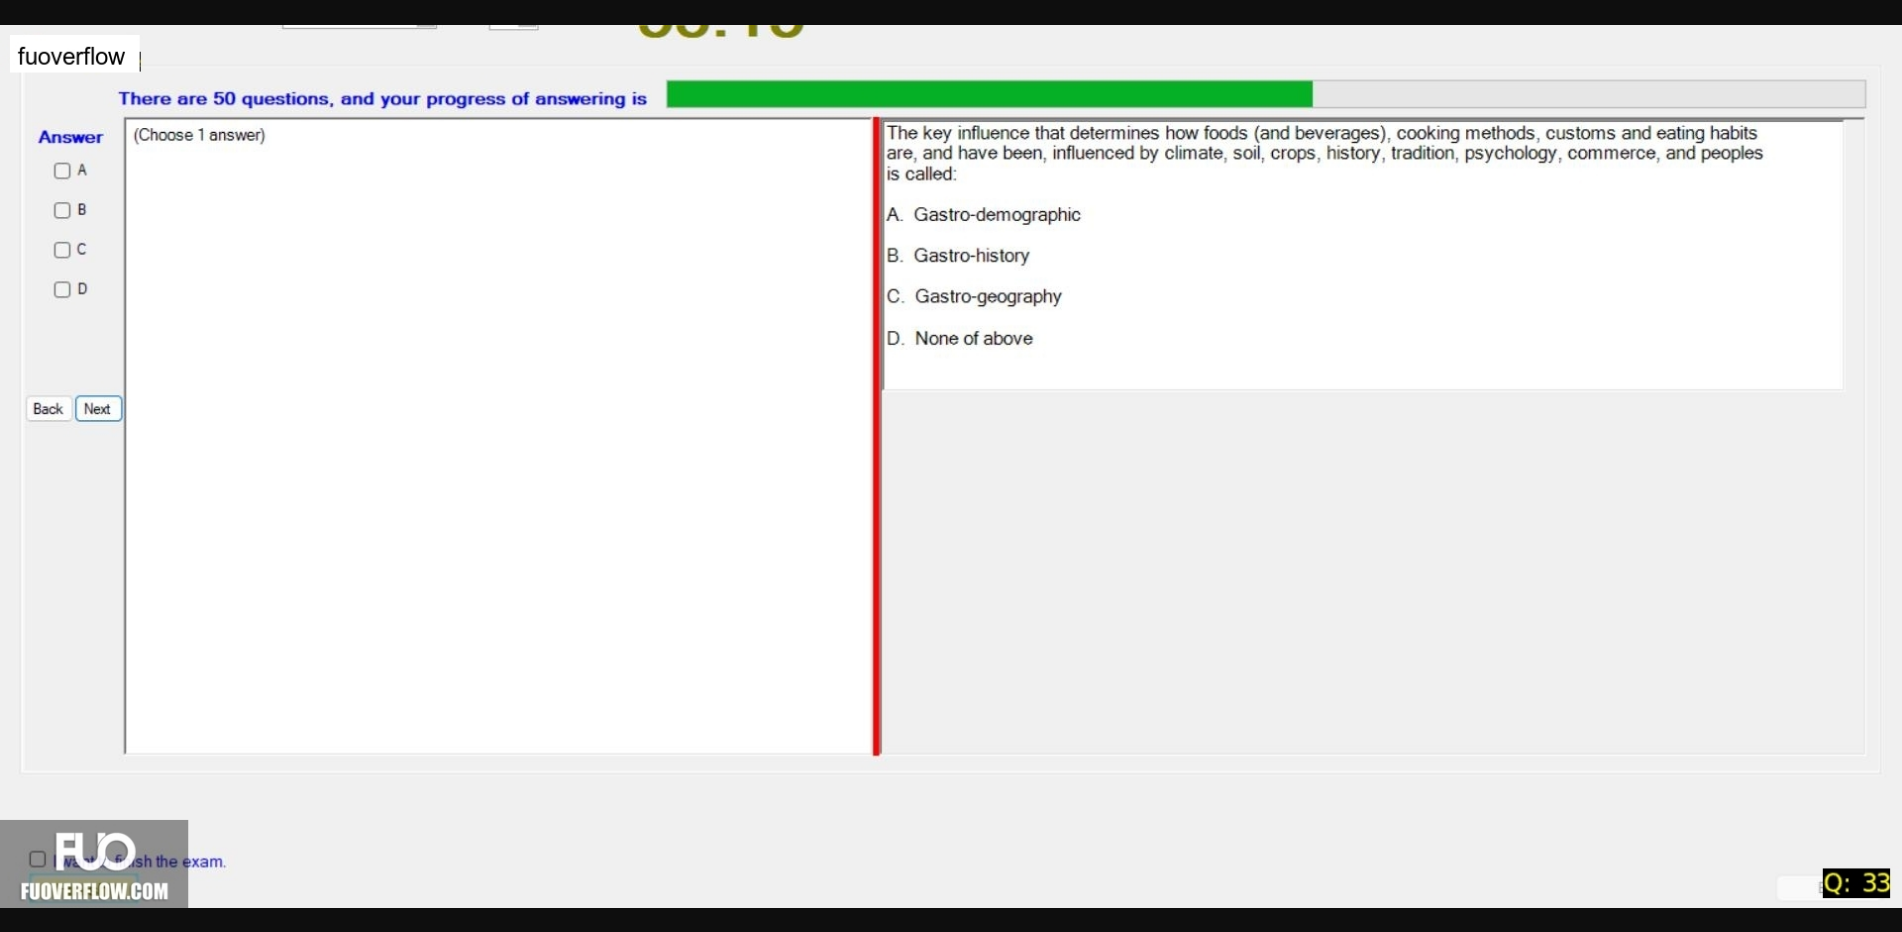 fuoverflow
There are 50 questions, and your progress of answering is
Answer
(Choose 1 answer)
A
B
C
D
Back
Next
The key influence that determines how foods (and beverages), cooking methods, customs and eating habits
are, and have been, influenced by climate, soil, crops, history, tradition, psychology, commerce, and peoples
is called:
A. Gastro-demographic
B. Gastro-history
C. Gastro-geography
D. None of above
FUO
sh the exam.
FUOVERFLOW.COM
Q: 33